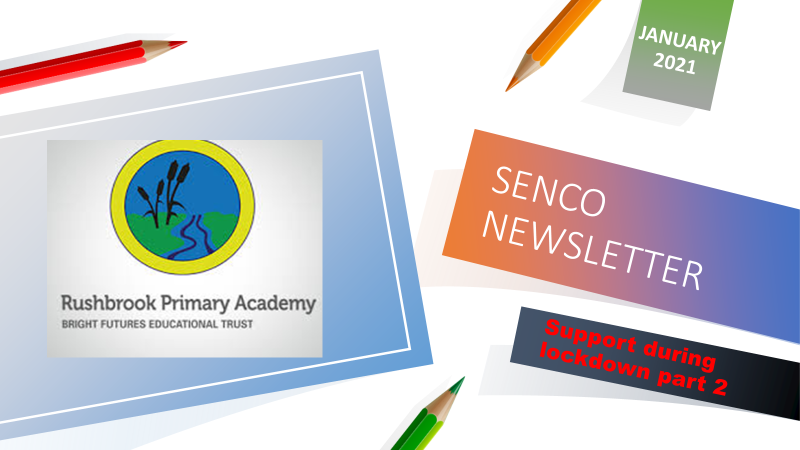 JANUARY
2021
SENCO
NEWSLETTER
Rushbrook Primary Academy
BRIGHT FUTURES EDUCATIONAL TRUST
Support during
lockdown part 2